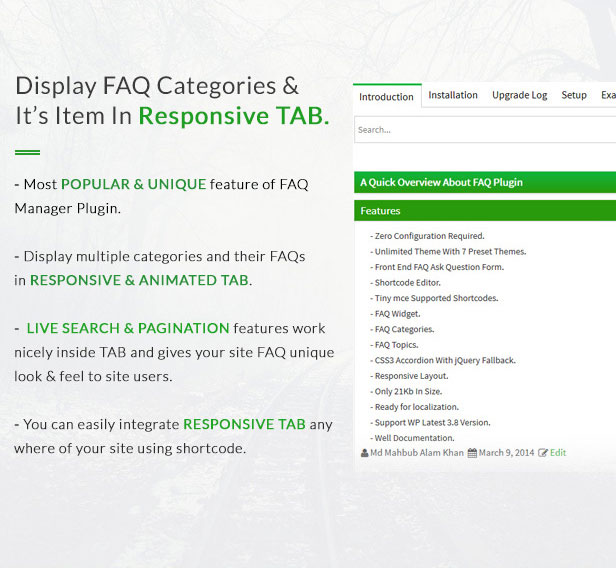 Display FAQ Categories &
It's Item In Responsive TAB.
- Most POPULAR & UNIQUE feature of FAQ
Manager Plugin.
- Display multiple categories and their FAQs
in RESPONSIVE & ANIMATED TAB.
- LIVE SEARCH & PAGINATION features work
nicely inside TAB and gives your site FAQ unique
look & feel to site users.
- You can easily integrate RESPONSIVE TAB any
where of your site using shortcode.
Introduction Installation Upgrade Log Setup Exa
Search...
A Quick Overview About FAQ Plugin
Features
- Zero Configuration Required.
- Unlimited Theme With 7 Preset Themes.
- Front End FAQ Ask Question Form.
- Shortcode Editor.
- Tiny mce Supported Shortcodes.
- FAQ Widget.
- FAQ Categories.
- FAQ Topics.
- CSS3 Accordion With jQuery Fallback.
- Responsive Layout.
- Only 21Kb In Size.
- Ready for localization.
- Support WP Latest 3.8 Version.
- Well Documentation.
Md Mahbub Alam Khan March 9, 2014 Edit